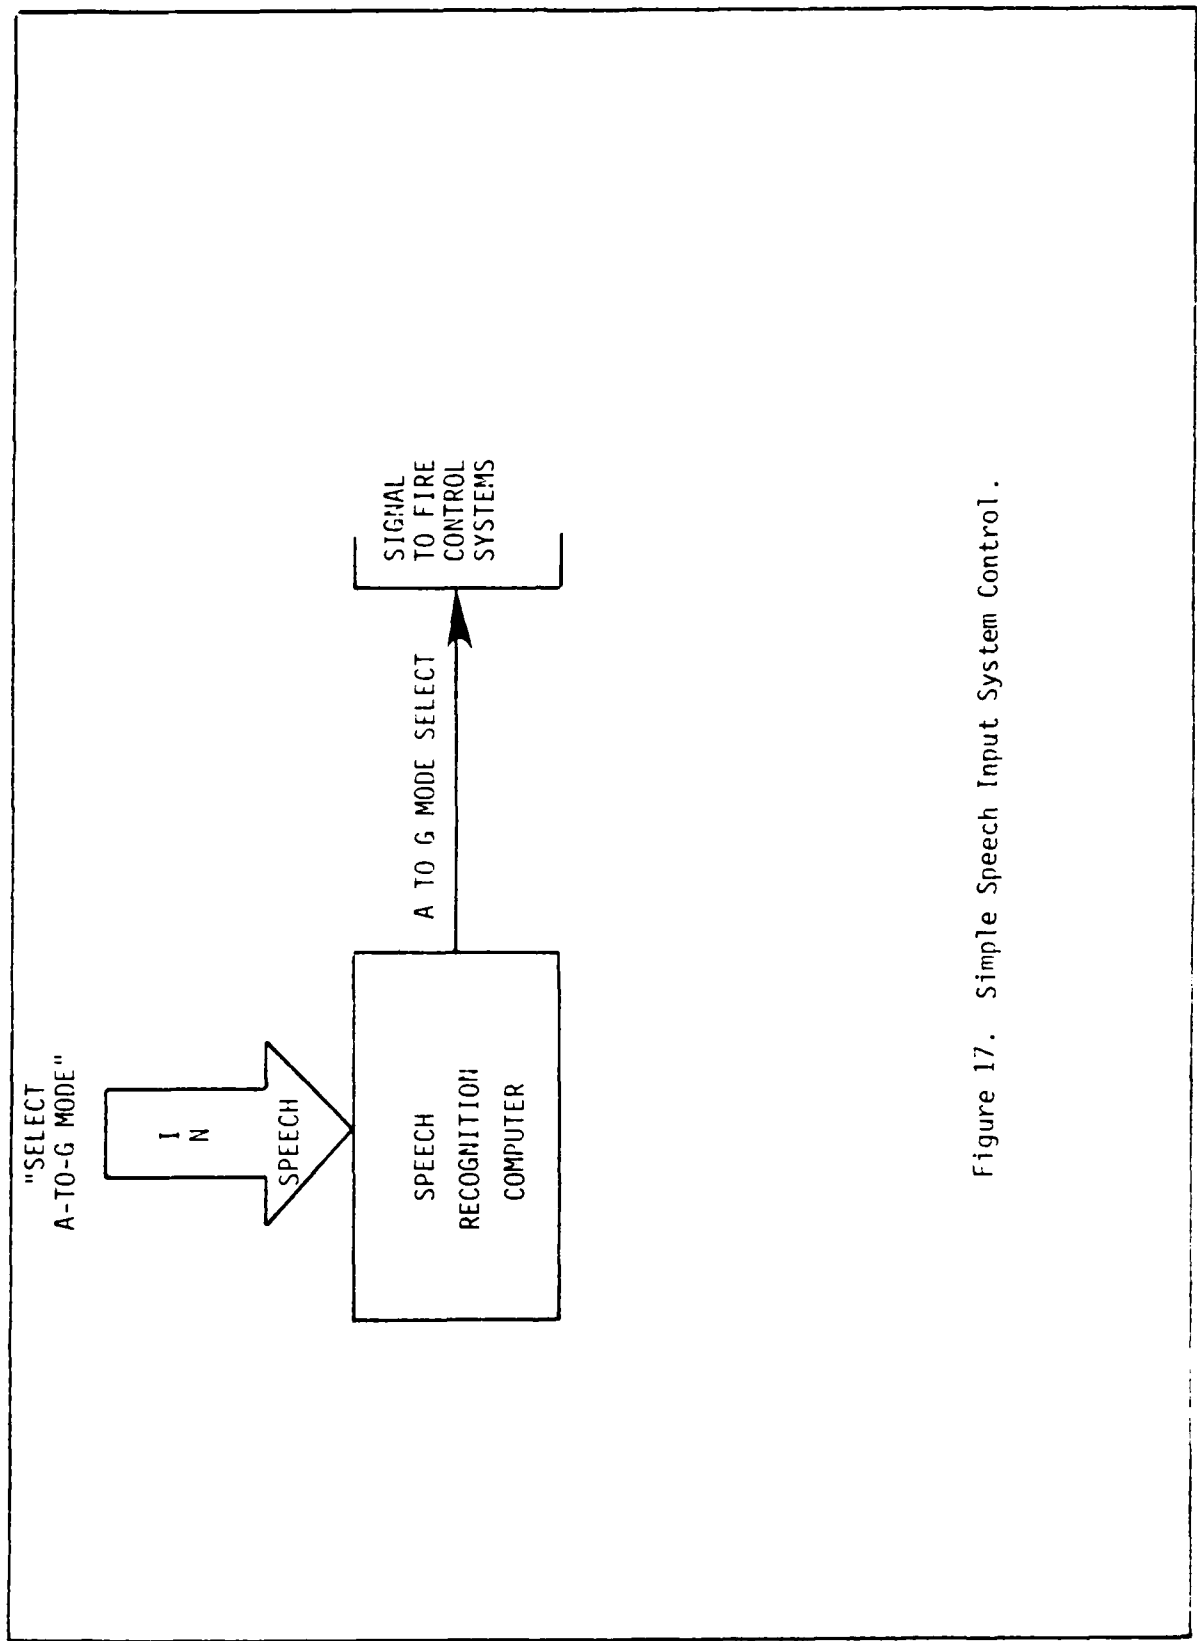 "SELECT
A-TO-G MODE"
I
N
SPEECH
SPEECH
RECOGNITION
COMPUTER
A TO G MODE SELECT
SIGNAL
TO FIRE
CONTROL
SYSTEMS
Figure 17. Simple Speech Input System Control.